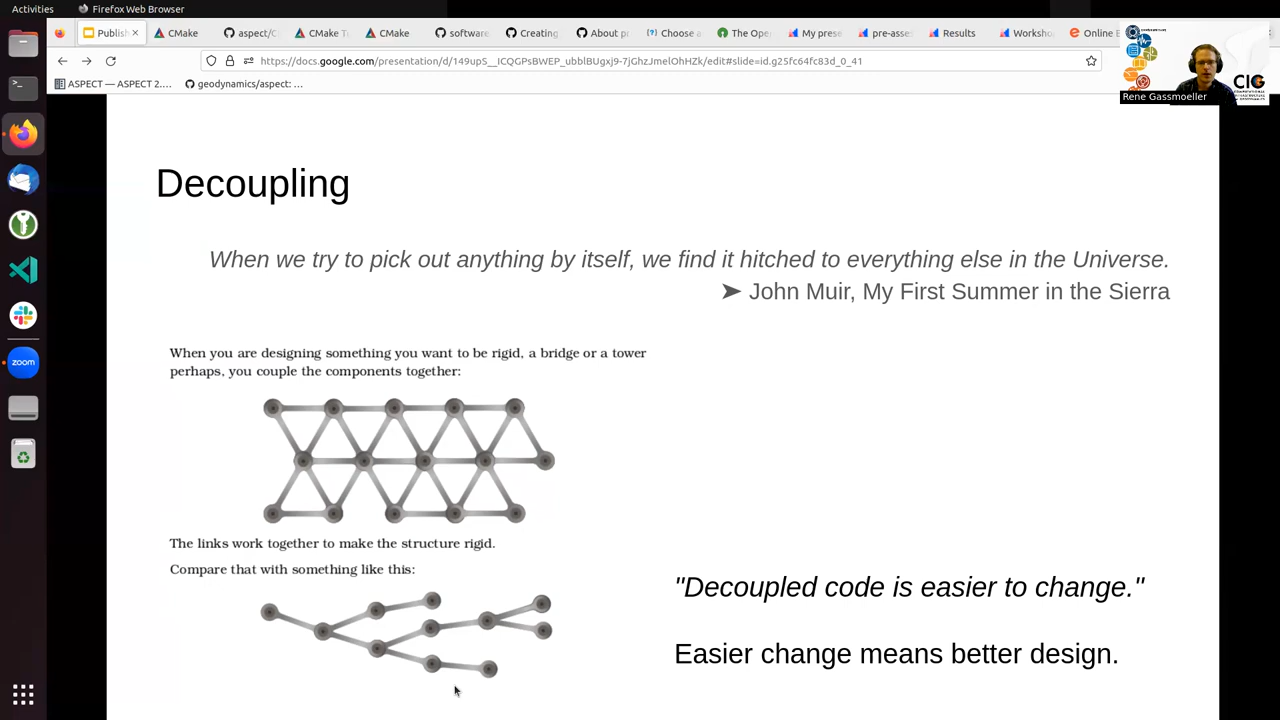 Activities
Firefox Web Browser
Publish
CMake
aspect/C
CMake T
CMake
software
Creating
About po
Choose a
The Ope
My prese
pre-asse
Results
Worksho
Online E
https://docs.google.com/presentation/d/149upS__ICQGPsBWEP_ubblBUgxj9-7jGhzJmelOhHZk/edit#slide=id.g25fc64fc83d_0_41
ASPECT — ASPECT 2....
geodynamics/aspect: ...
Rene Gassmoeller
CIG
Decoupling
When we try to pick out anything by itself, we find it hitched to everything else in the Universe.
➤ John Muir, My First Summer in the Sierra
When you are designing something you want to be rigid, a bridge or a tower
perhaps, you couple the components together:
The links work together to make the structure rigid.
Compare that with something like this:
"Decoupled code is easier to change."
Easier change means better design.
zoom